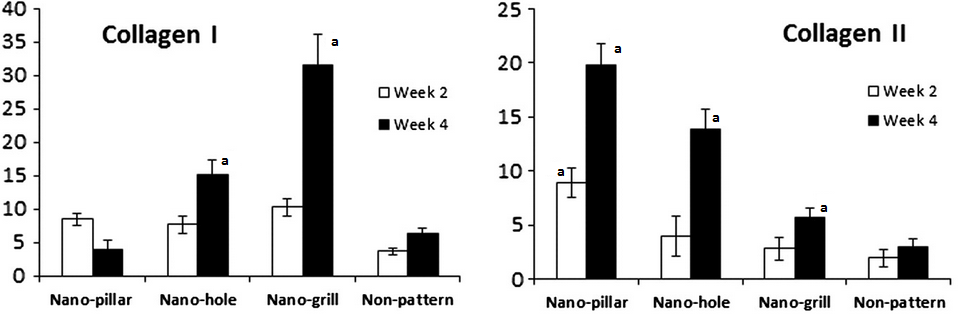 Collagen I
40
35
30
25
20
15
10
5
0
a
a
Week 2
Week 4
Nano-pillar Nano-hole Nano-grill Non-pattern
Collagen II
25
20
15
10
5
0
a
a
a
a
Week 2
Week 4
Nano-pillar Nano-hole Nano-grill Non-pattern